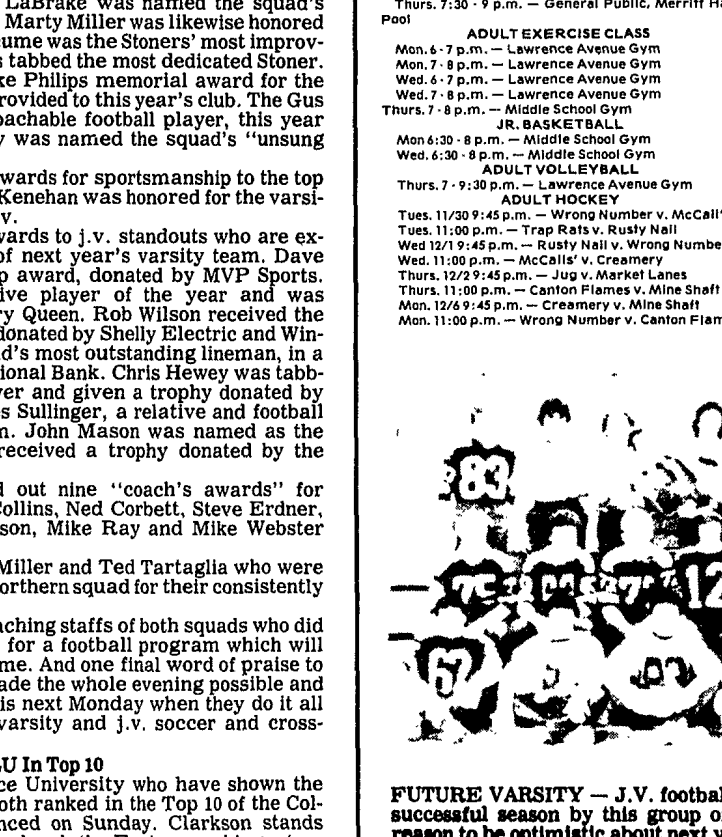 LaBrake was named the squad's
Marty Miller was likewise honored
ume was the Stoners' most improv-
s tabbed the most dedicated Stoner.
ke Philips memorial award for the
rovided to this year's club. The Gus
oachable football player, this year
y was named the squad's "unsung
wards for sportsmanship to the top
Kenehan was honored for the varsi-
v.
wards to j.v. standouts who are ex-
of next year's varsity team. Dave
p award, donated by MVP Sports.
ive player of the year and was
ry Queen. Rob Wilson received the
donated by Shelly Electric and Win-
d's most outstanding lineman, in a
ional Bank. Chris Hewey was tabb-
ver and given a trophy donated by
s Sullinger, a relative and football
n. John Mason was named as the
received a trophy donated by the
d out nine "coach's awards" for
Collins, Ned Corbett, Steve Erdner,
son, Mike Ray and Mike Webster
Miller and Ted Tartaglia who were
orthern squad for their consistently
aching staffs of both squads who did
for a football program which will
me. And one final word of praise to
ade the whole evening possible and
is next Monday when they do it all
varsity and j.v. soccer and cross-
LU In Top 10
ce University who have shown the
oth ranked in the Top 10 of the Col-
nced on Sunday. Clarkson stands
Thurs. 7:30 - 9 p.m. — General Public, Merritt Ha
Pool
ADULT EXERCISE CLASS
Mon. 6 - 7 p.m. — Lawrence Avenue Gym
Mon. 7 - 8 p.m. — Lawrence Avenue Gym
Wed. 6 - 7 p.m. — Lawrence Avenue Gym
Wed. 7 - 8 p.m. — Lawrence Avenue Gym
Thurs. 7 - 8 p.m. — Middle School Gym
JR. BASKETBALL
Mon 6:30 - 8 p.m. — Middle School Gym
Wed. 6:30 - 8 p.m. — Middle School Gym
ADULT VOLLEYBALL
Thurs. 7 - 9:30 p.m. — Lawrence Avenue Gym
ADULT HOCKEY
Tues. 11/30 9:45 p.m. — Wrong Number v. McCall'
Tues. 11:00 p.m. — Trap Rats v. Rusty Nail
Wed 12/1 9:45 p.m. — Rusty Nail v. Wrong Numbe
Wed. 11:00 p.m. — McCalls' v. Creamery
Thurs. 12/2 9:45 p.m. — Jug v. Market Lanes
Thurs. 11:00 p.m. — Canton Flames v. Mine Shaft
Mon. 12/6 9:45 p.m. — Creamery v. Mine Shaft
Mon. 11:00 p.m. — Wrong Number v. Canton Flam
83
75
12
67
FUTURE VARSITY — J.V. footbal
successful season by this group o
reason to be optimistic about next y